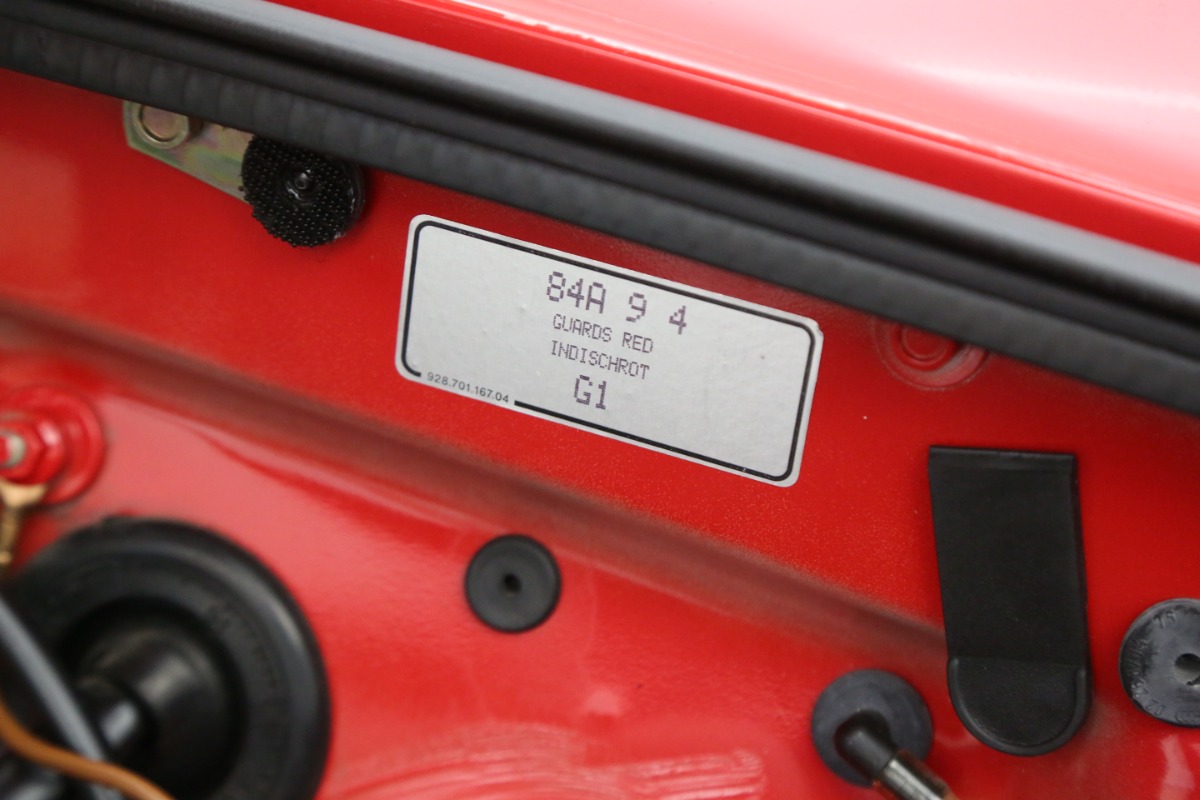 84A 9 4
GUARDS RED
INDISCHROT
G1
928.701.167.04